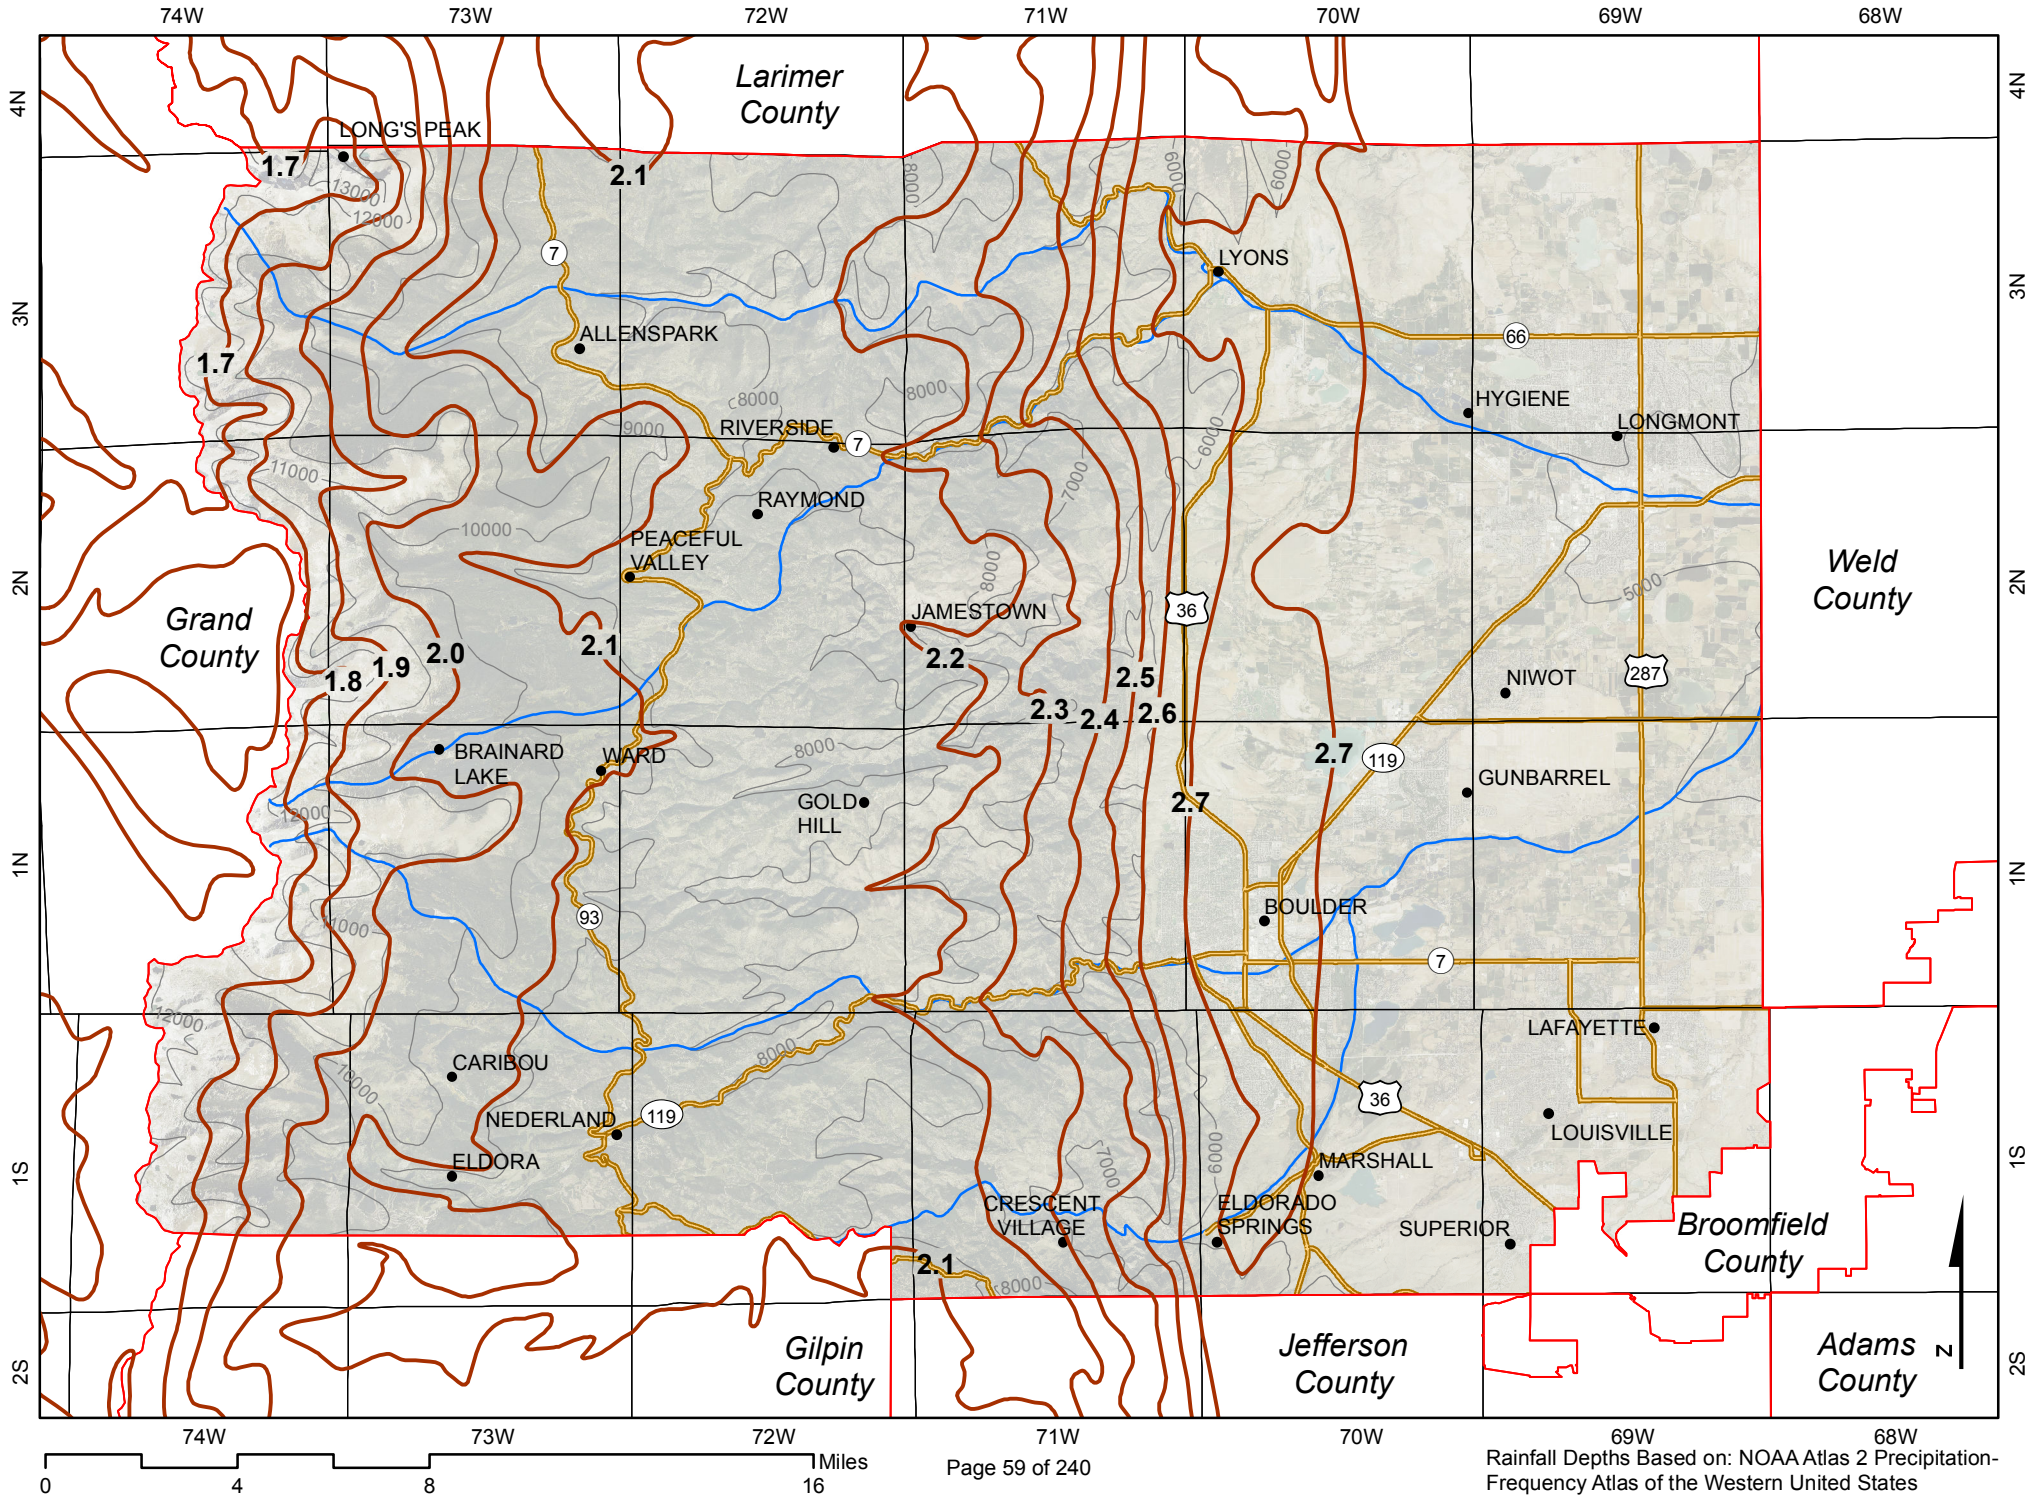 74W
73W
72W
71W
70W
69W
68W
4N
4N
Larimer
County
LONG'S PEAK
1.7
2.1
13000
12000
8000
6000
6000
7
LYONS
3N
3N
ALLENSPARK
66
1.7
8000
8000
HYGIENE
RIVERSIDE
9000
7
LONGMONT
6000
11000
7000
RAYMOND
10000
PEACEFUL
VALLEY
8000
Weld
County
5000
2N
2N
Grand
County
JAMESTOWN
36
2.0
2.1
2.2
1.9
1.8
2.5
287
NIWOT
2.3
2.4
2.6
8000
BRAINARD
LAKE
WARD
2.7
119
GUNBARREL
GOLD
HILL
2.7
12000
1N
1N
BOULDER
93
11000
7
12000
LAFAYETTE
CARIBOU
8000
10000
NEDERLAND
119
36
LOUISVILLE
ELDORA
7000
6000
MARSHALL
1S
1S
CRESCENT
VILLAGE
ELDORADO
SPRINGS
SUPERIOR
Broomfield
County
2.1
8000
Gilpin
County
Jefferson
County
Adams
County
N
2S
2S
74W
73W
72W
71W
70W
69W
68W
Miles
0
4
8
16
Page 59 of 240
Rainfall Depths Based on: NOAA Atlas 2 Precipitation-
Frequency Atlas of the Western United States